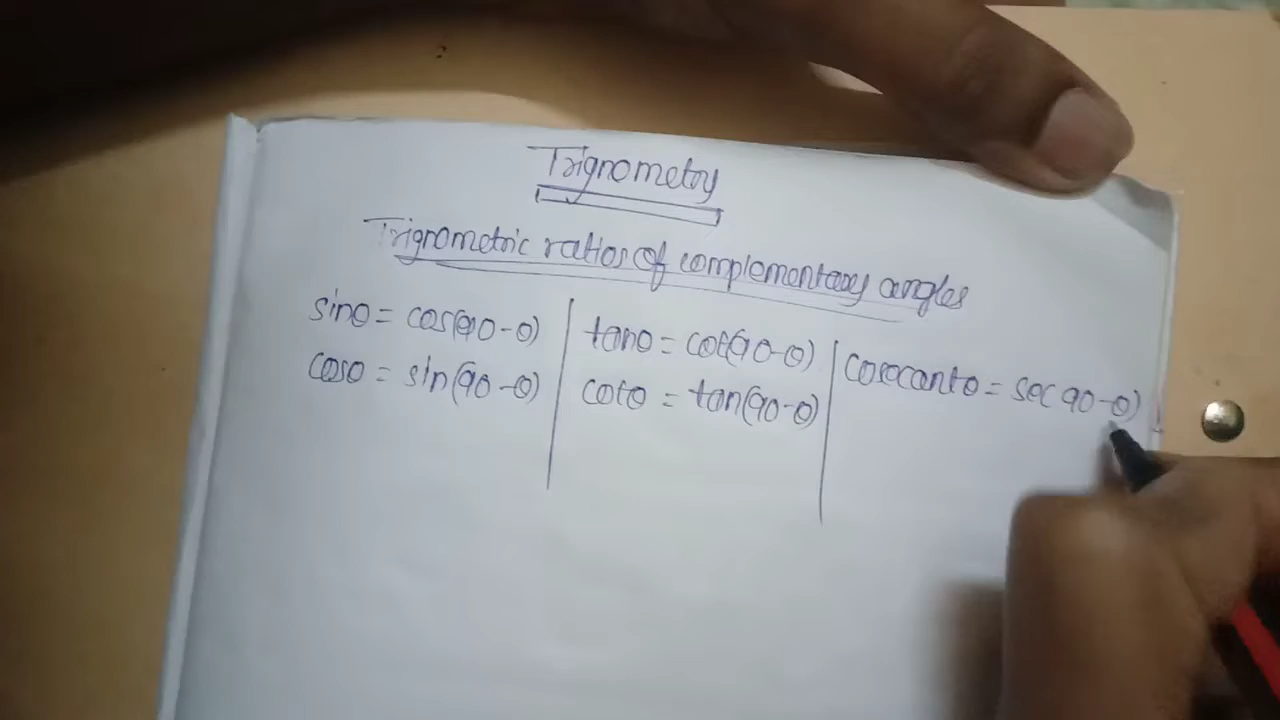 Trignometry
Trignometric ratios of complementary angles
sinθ = cos(90-θ)
cosθ = sin(90-θ)
tanθ = cot(90-θ)
cotθ = tan(90-θ)
cosecantθ = sec 90-θ)